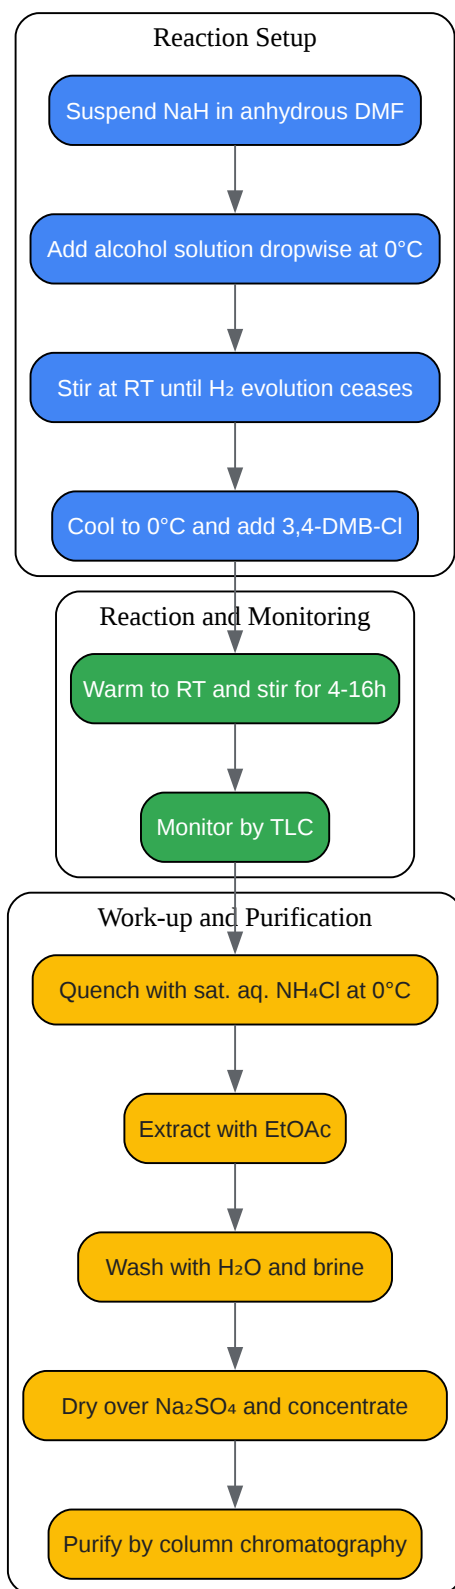 Reaction Setup
Suspend NaH in anhydrous DMF
Add alcohol solution dropwise at 0°C
Stir at RT until H₂ evolution ceases
Cool to 0°C and add 3,4-DMB-Cl
Reaction and Monitoring
Warm to RT and stir for 4-16h
Monitor by TLC
Work-up and Purification
Quench with sat. aq. NH₄Cl at 0°C
Extract with EtOAc
Wash with H₂O and brine
Dry over Na₂SO₄ and concentrate
Purify by column chromatography